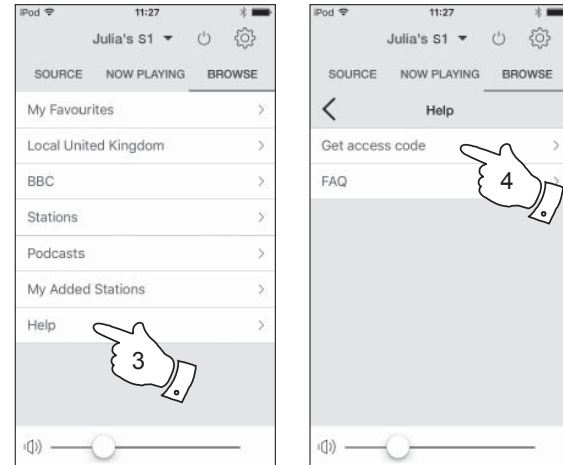 iPod 11:27
Julia's S1
SOURCE NOW PLAYING BROWSE
My Favourites
Local United Kingdom
BBC
Stations
Podcasts
My Added Stations
Help
3
iPod 11:27
Julia's S1
SOURCE NOW PLAYING BROWSE
Help
Get access code
FAQ
4